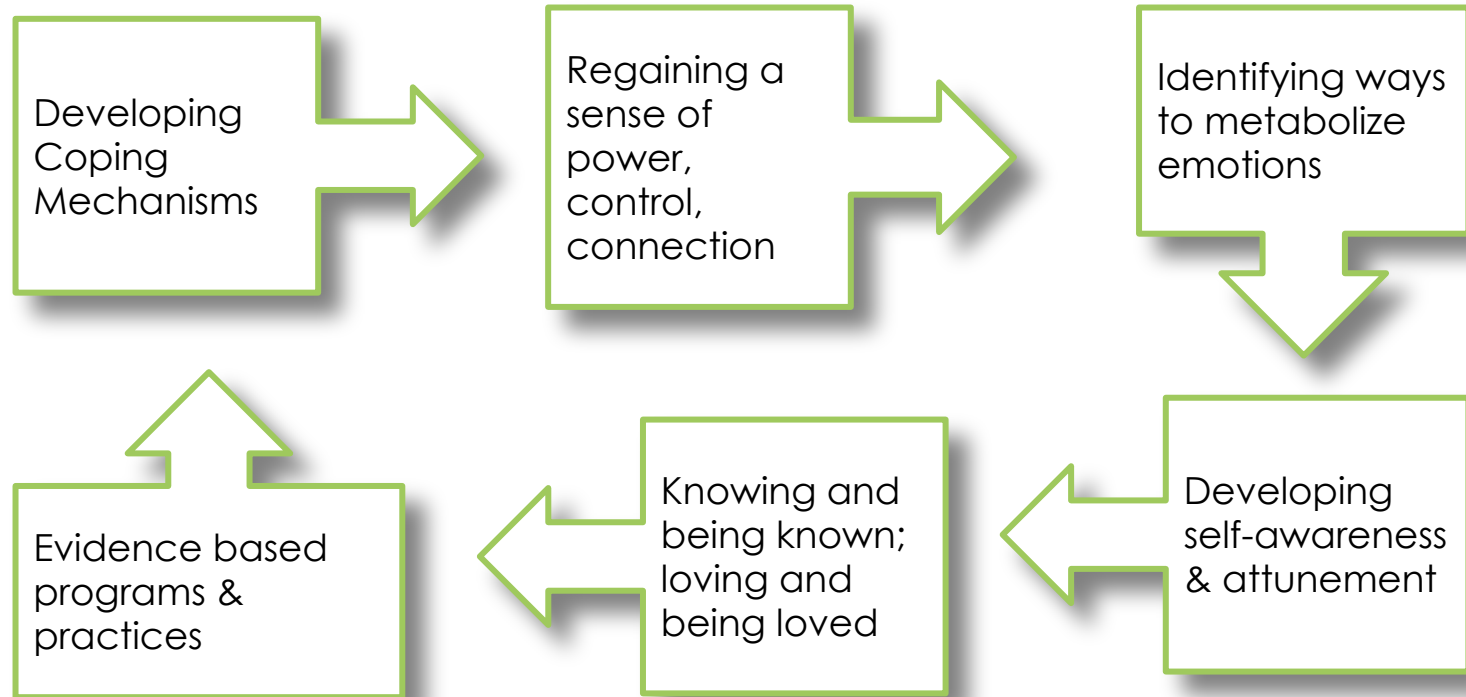 Developing
Coping
Mechanisms
Regaining a
sense of
power,
control,
connection
Identifying ways
to metabolize
emotions
Developing
self-awareness
& attunement
Knowing and
being known;
loving and
being loved
Evidence based
programs &
practices